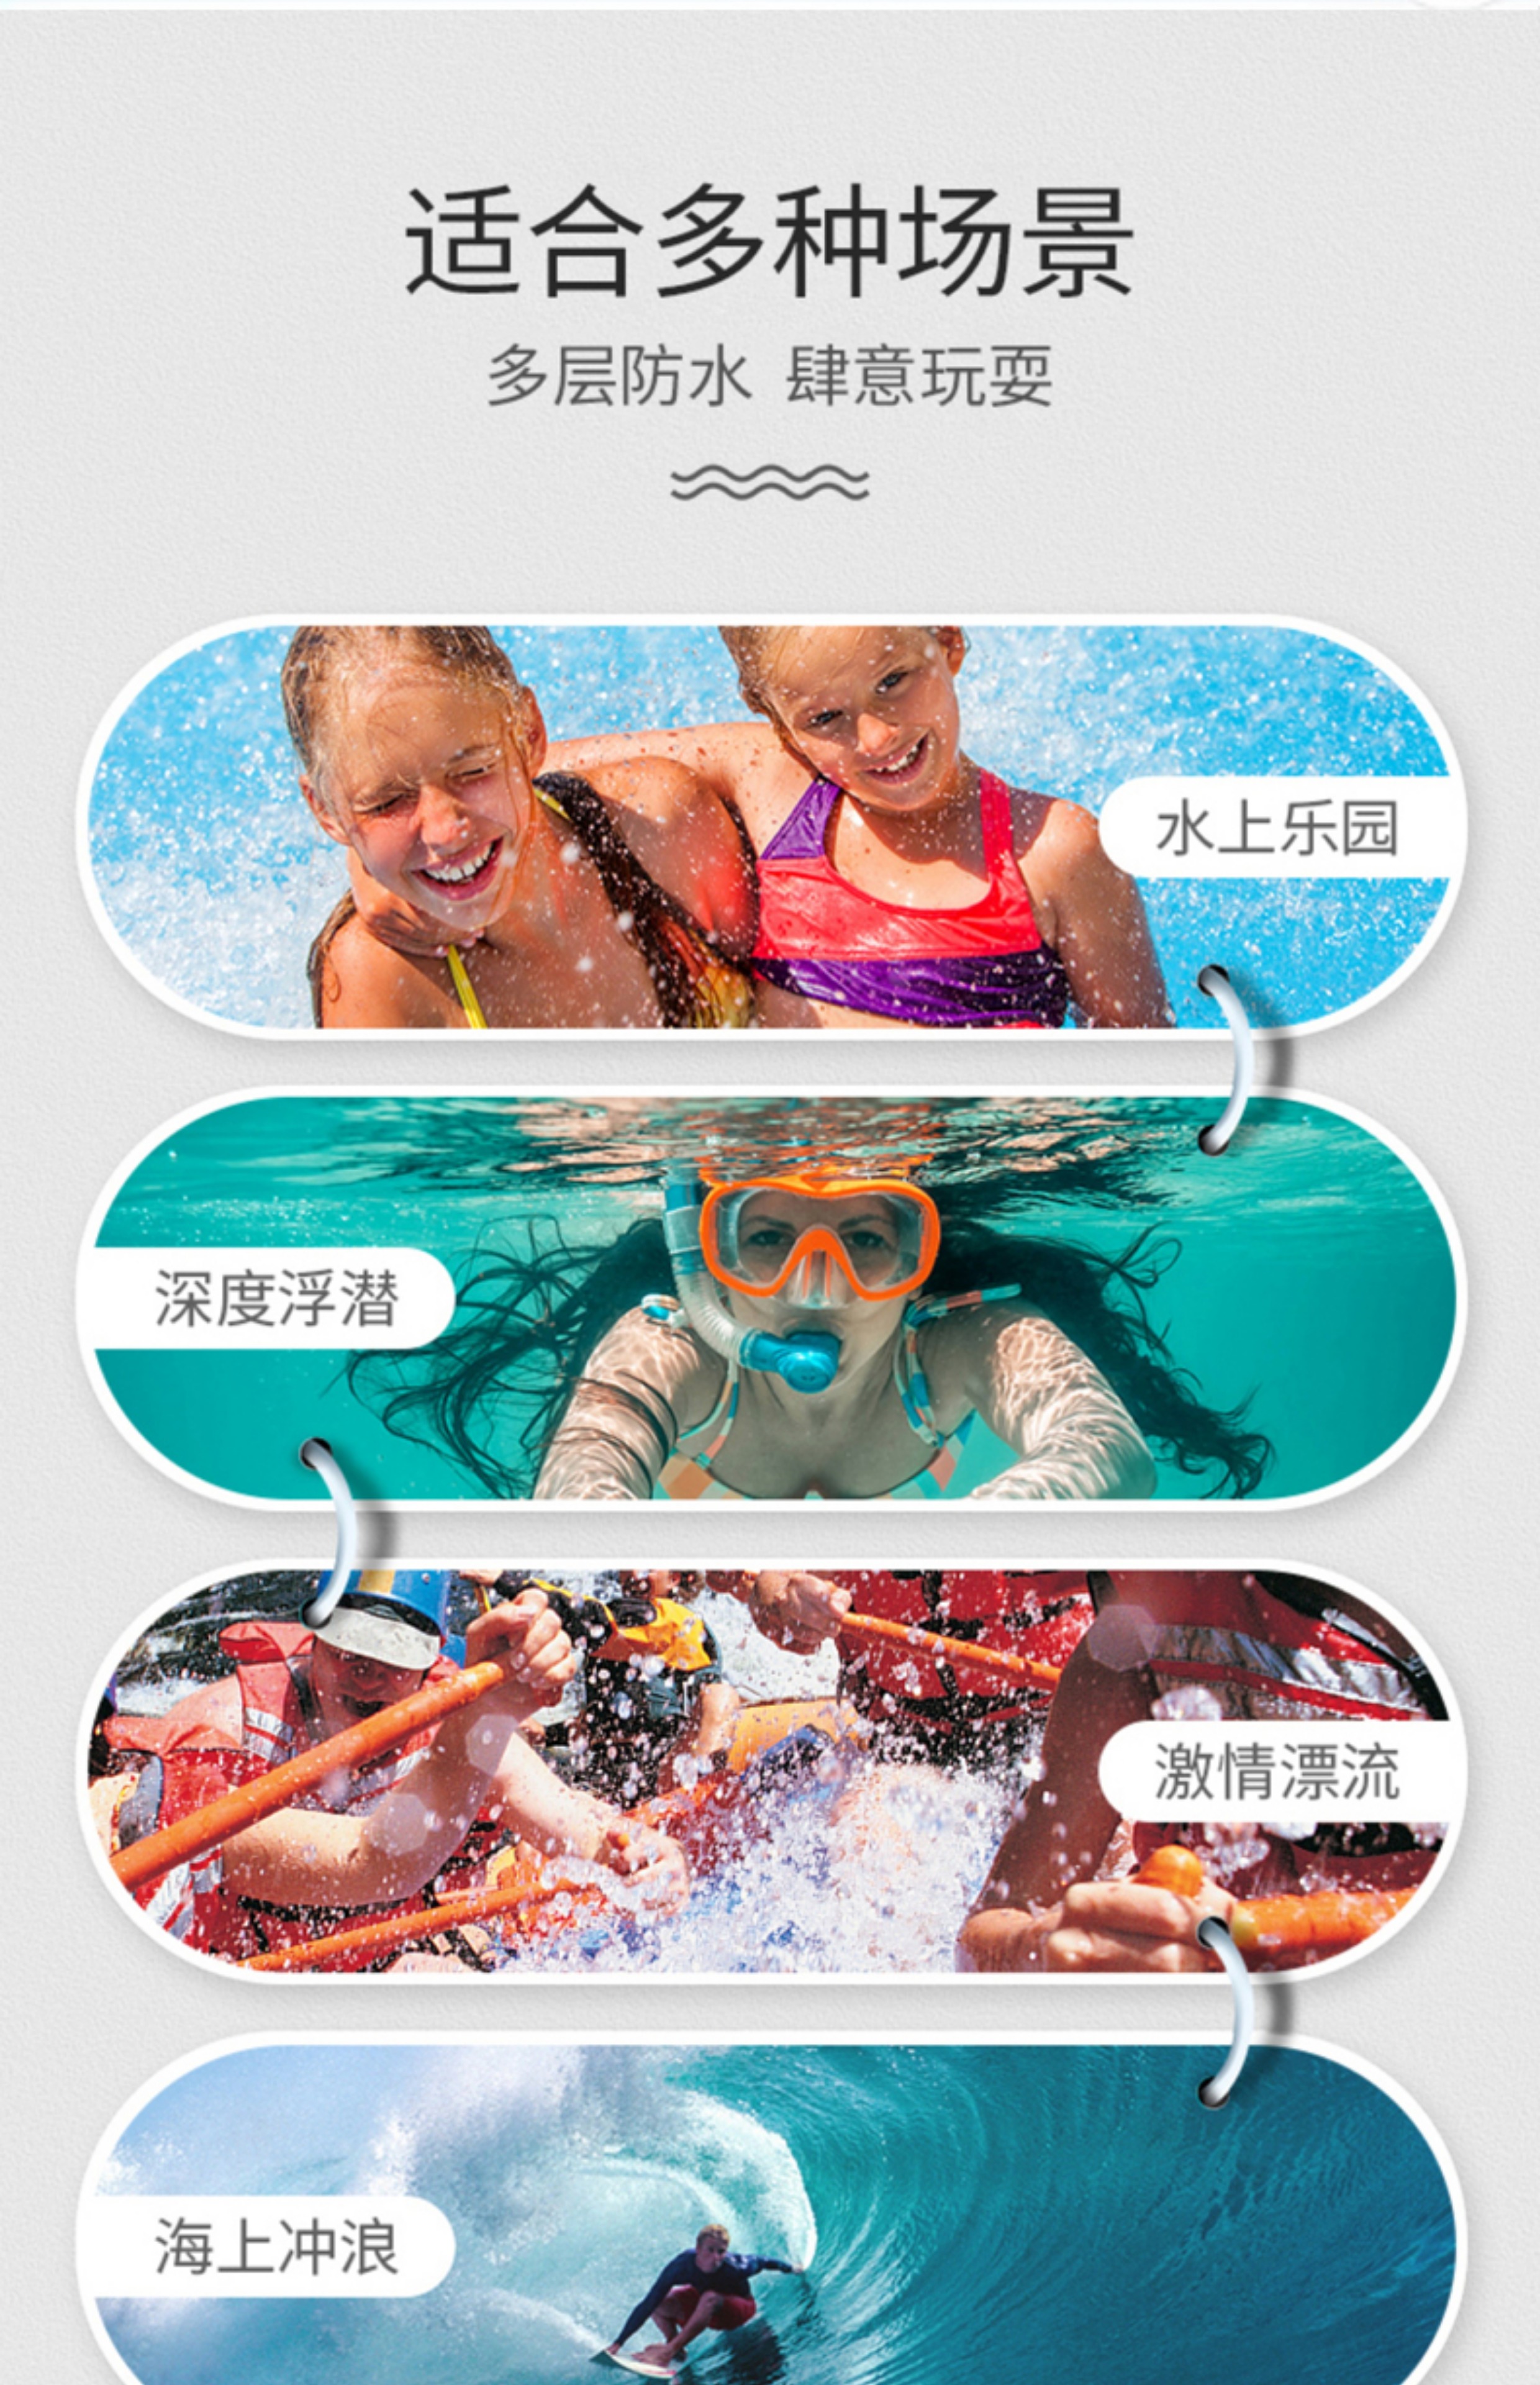 适合多种场景
多层防水 肆意玩耍
水上乐园
深度浮潜
激情漂流
海上冲浪